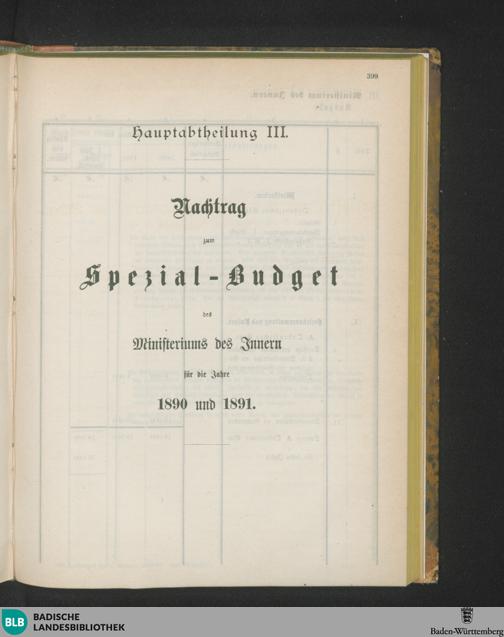 399
Hauptabtheilung III.
Nachtrag
zum
Spezial-Budget
des
Ministeriums des Innern
für die Jahre
1890 und 1891.
BLB
BADISCHE
LANDESBIBLIOTHEK
Baden-Württemberg